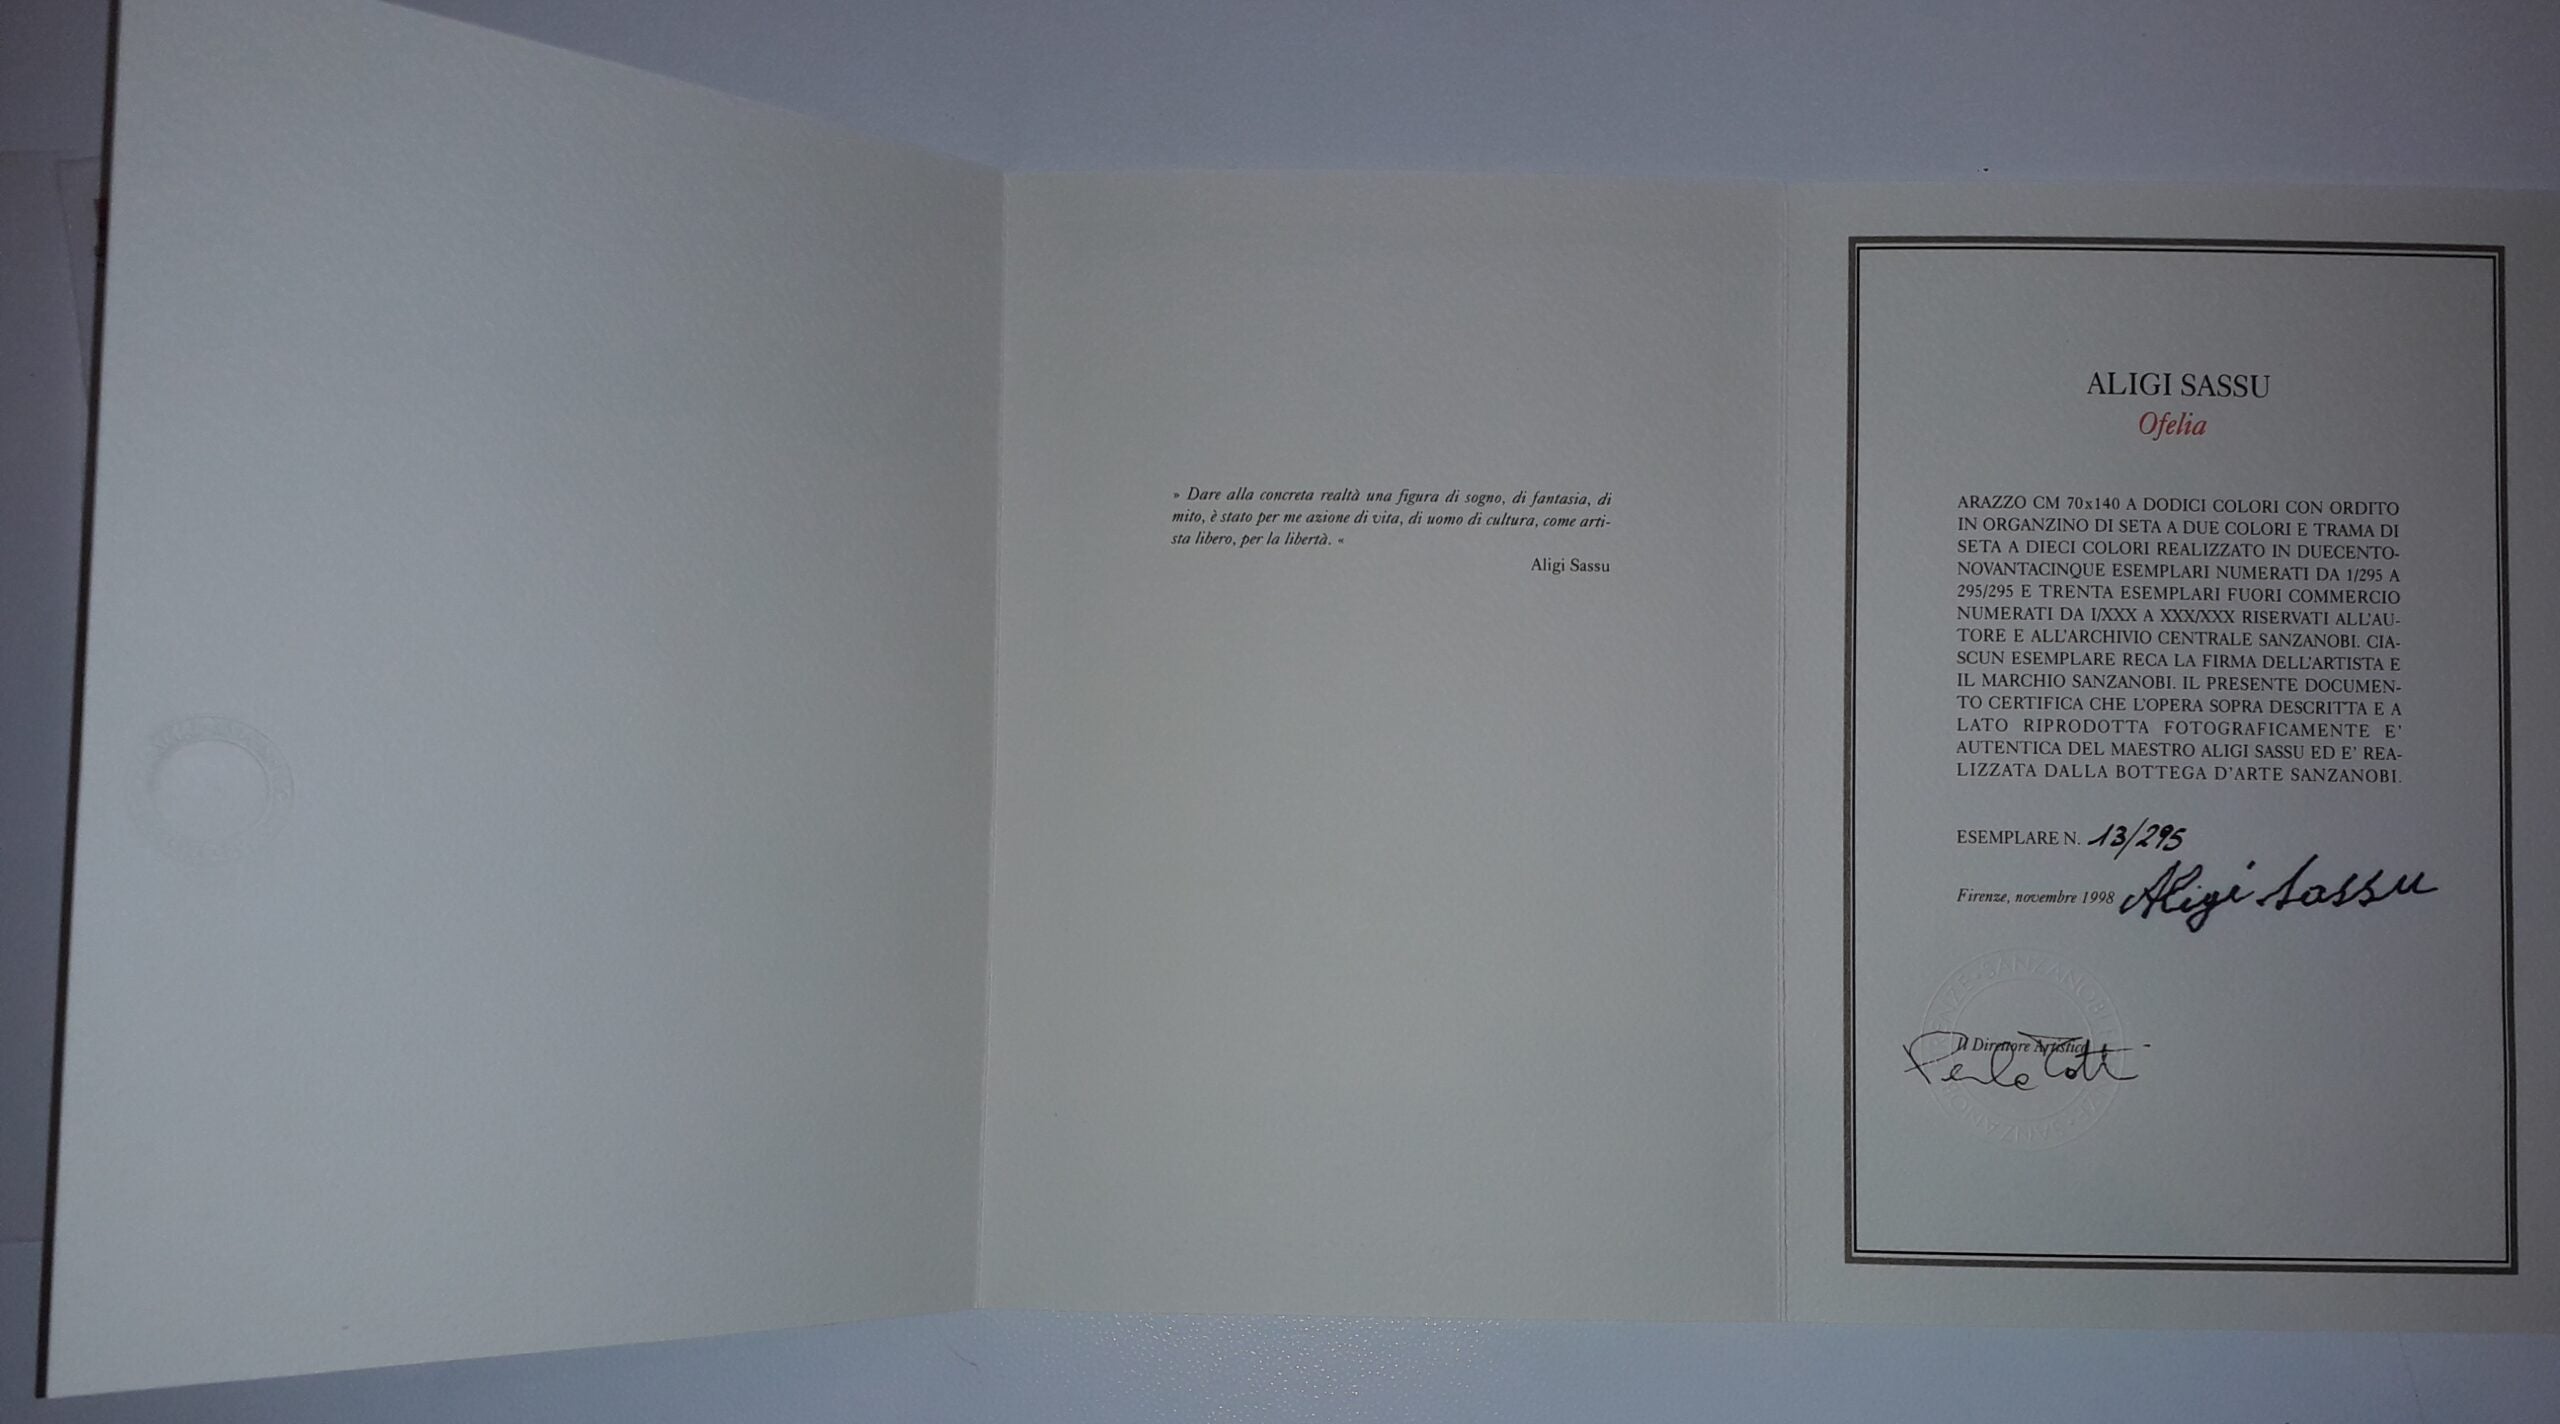 » Dare alla concreta realtà una figura di sogno, di fantasia, di
mito, è stato per me azione di vita, di uomo di cultura, come arti-
sta libero, per la libertà. «
Aligi Sassu
ALIGI SASSU
Ofelia
ARAZZO CM 70x140 A DODICI COLORI CON ORDITO
IN ORGANZINO DI SETA A DUE COLORI E TRAMA DI
SETA A DIECI COLORI REALIZZATO IN DUECENTO-
NOVANTACINQUE ESEMPLARI NUMERATI DA 1/295 A
295/295 E TRENTA ESEMPLARI FUORI COMMERCIO
NUMERATI DA I/XXX A XXX/XXX RISERVATI ALL'AU-
TORE E ALL'ARCHIVIO CENTRALE SANZANOBI. CIA-
SCUN ESEMPLARE RECA LA FIRMA DELL'ARTISTA E
IL MARCHIO SANZANOBI. IL PRESENTE DOCUMEN-
TO CERTIFICA CHE L'OPERA SOPRA DESCRITTA E A
LATO RIPRODOTTA FOTOGRAFICAMENTE E'
AUTENTICA DEL MAESTRO ALIGI SASSU ED E' REA-
LIZZATA DALLA BOTTEGA D'ARTE SANZANOBI.
ESEMPLARE N. 13/295
Firenze, novembre 1998 Aligi Sassu
SANZANOBI
Il Direttore Artistico